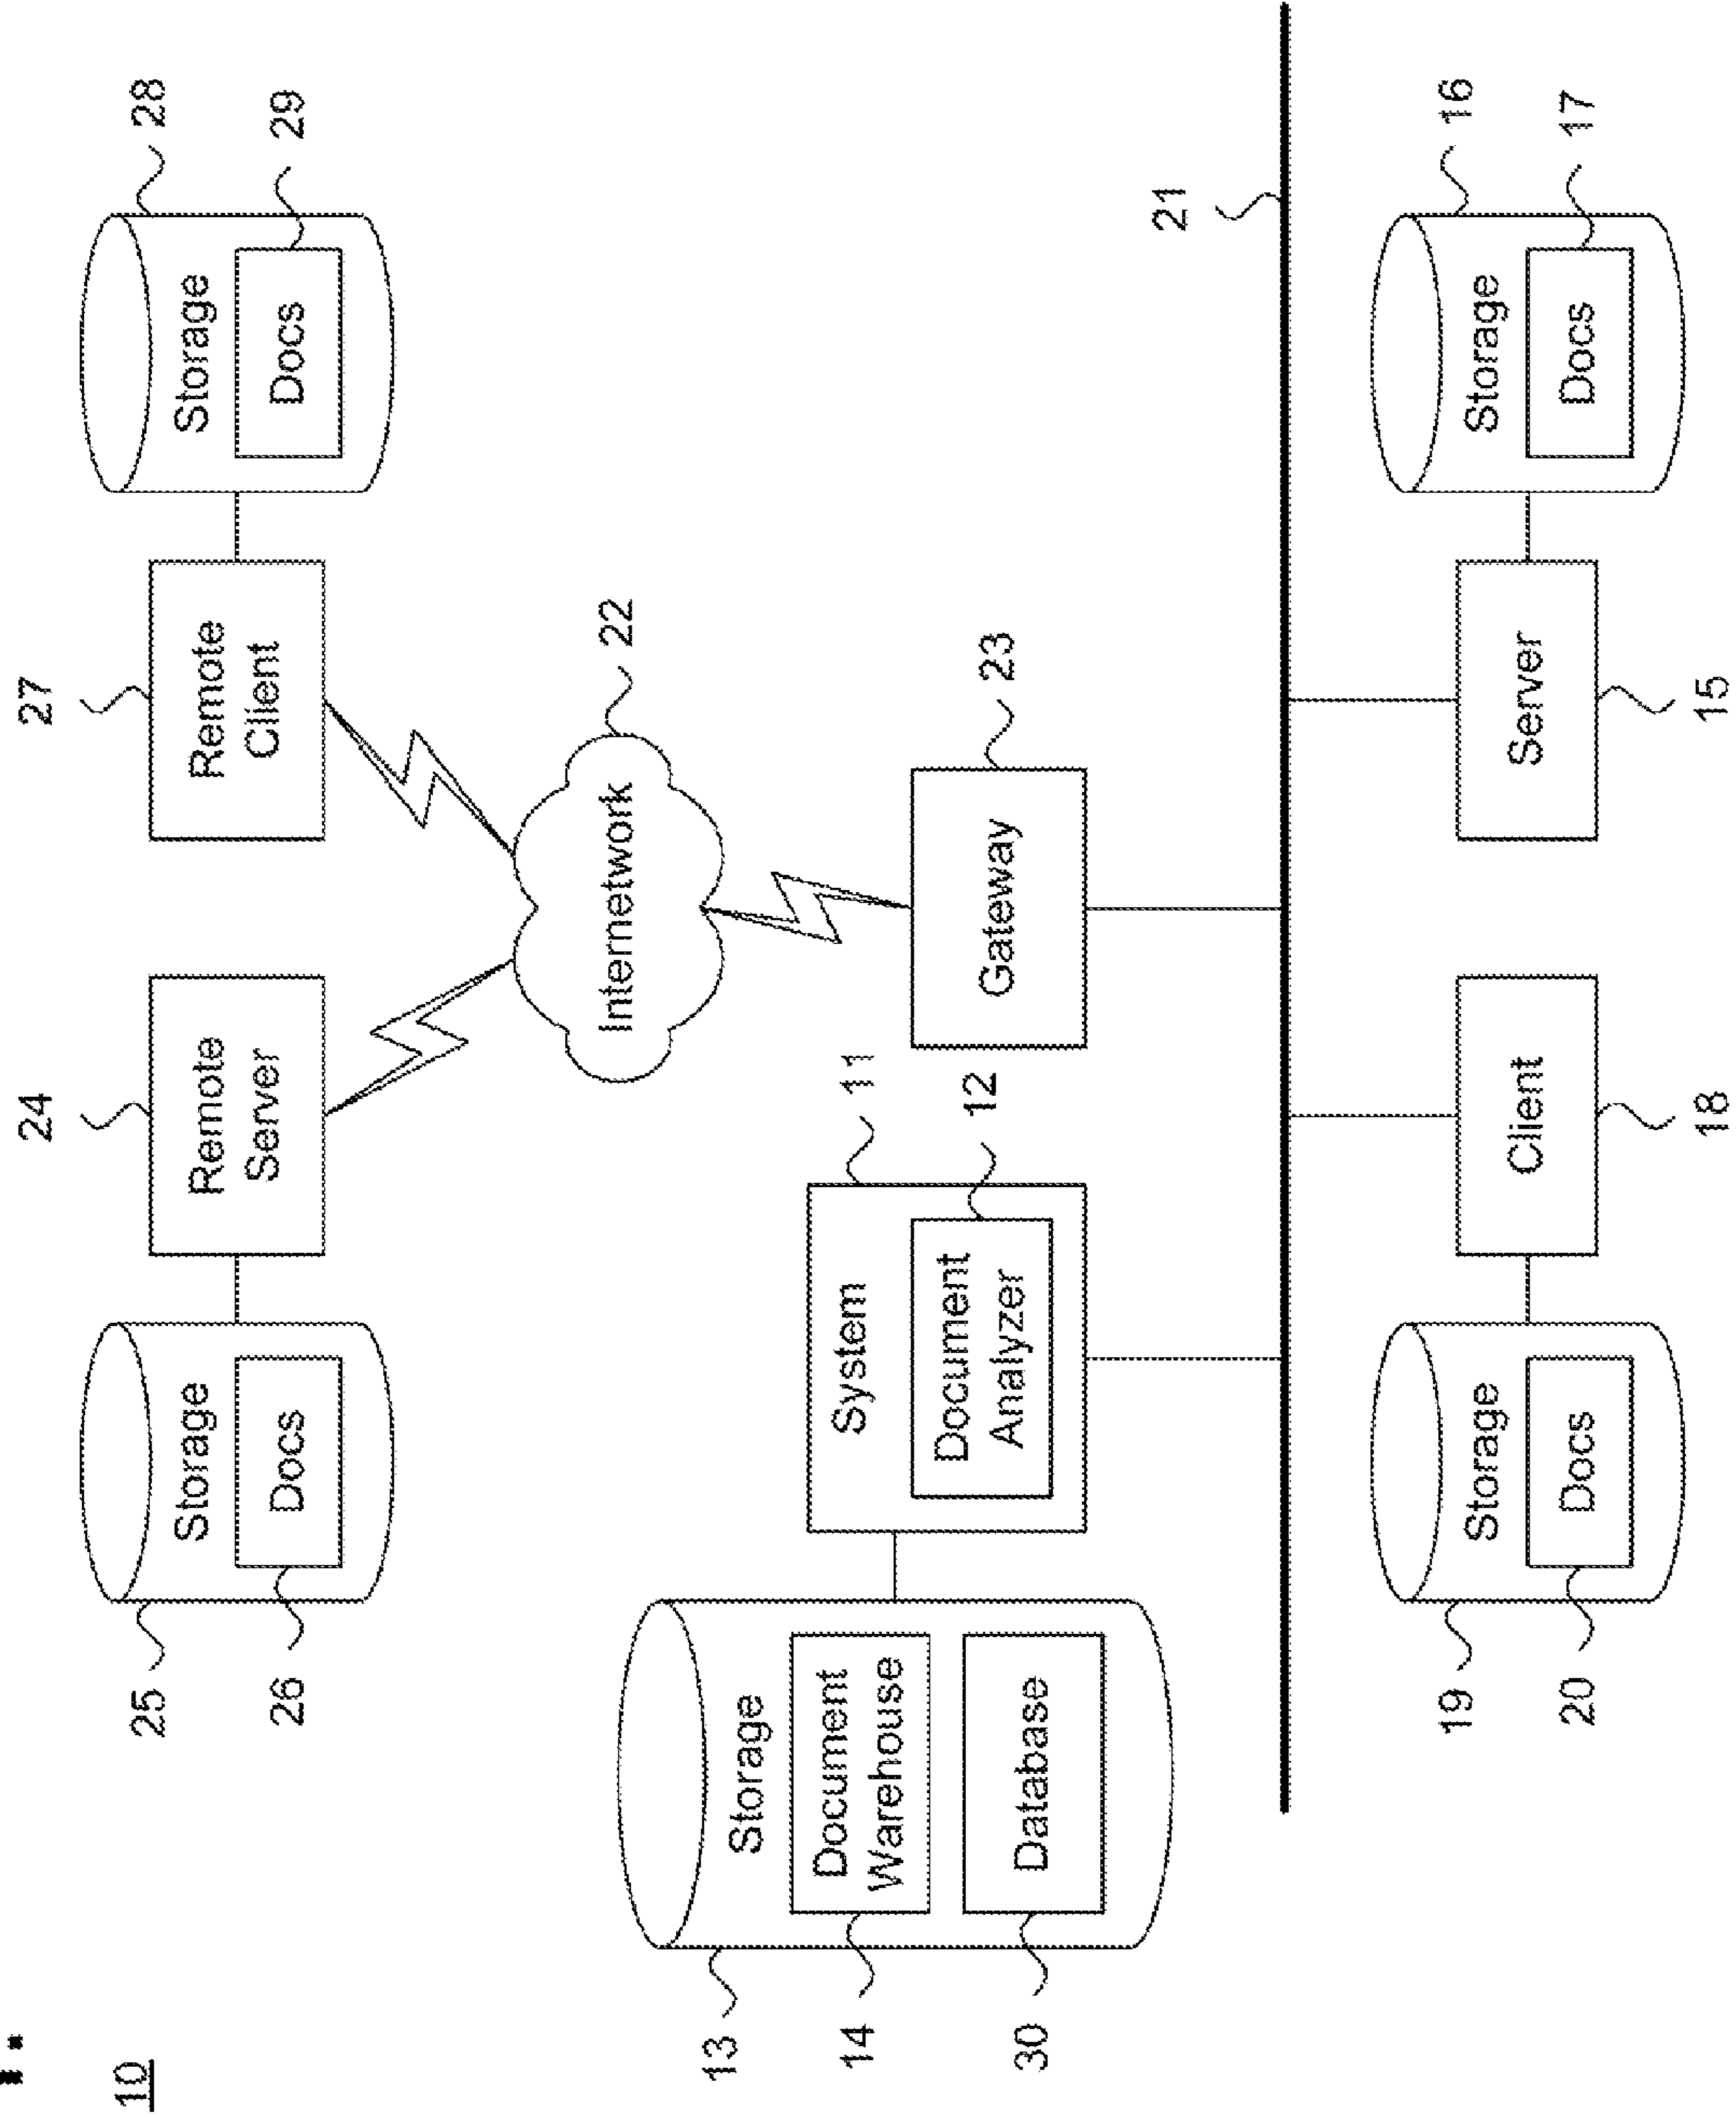 10
24
27
25
28
Storage
Remote
Server
Remote
Client
Storage
26
Docs
Docs
29
Internetwork
22
13
Storage
System
11
14
Document
Warehouse
Document
Analyzer
12
Gateway
23
30
Database
21
19
Storage
Client
Server
Storage
16
20
Docs
Docs
17
18
15